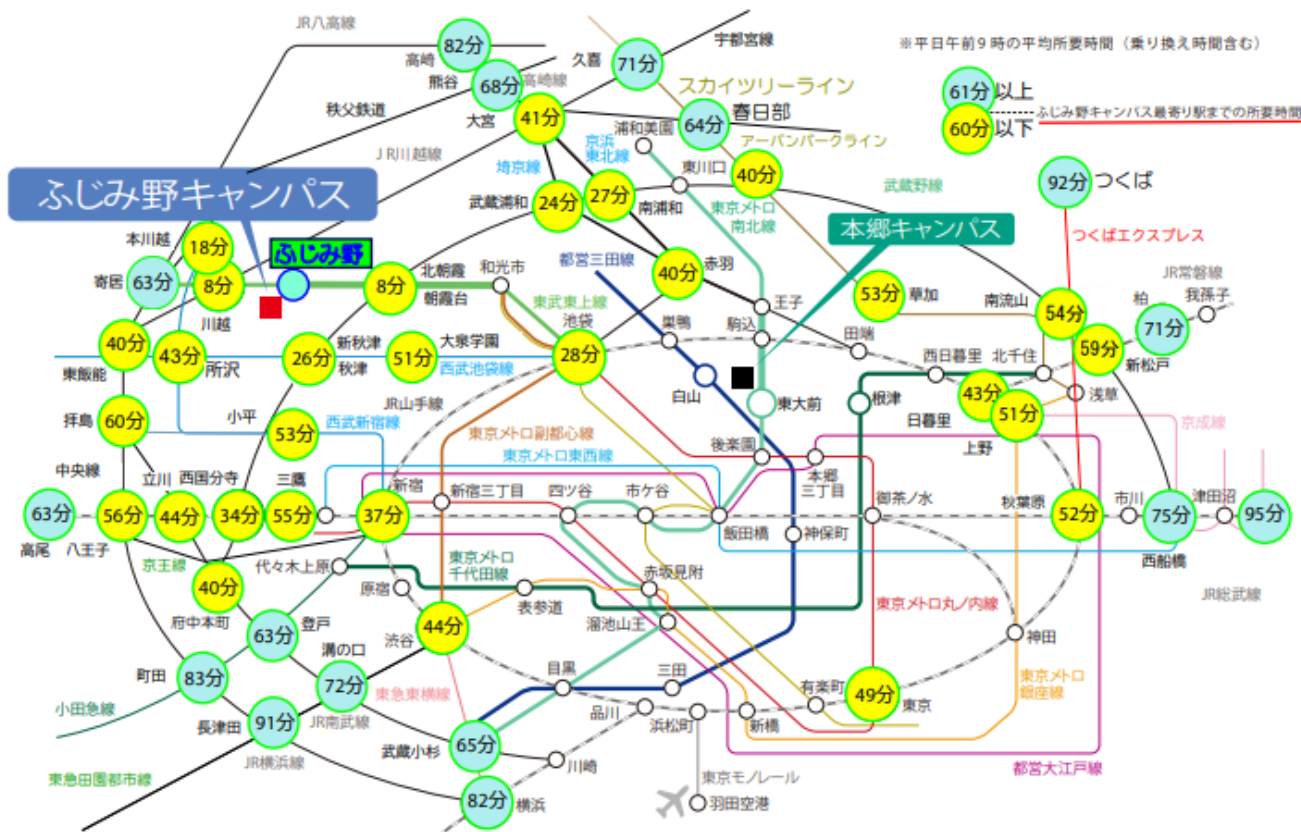 JR八高線
82分
高崎
熊谷
68分
高崎線
久喜
71分
宇都宮線
※平日午前9時の平均所要時間（乗り換え時間含む）
スカイツリーライン
61分以上
ふじみ野キャンパス最寄り駅までの所要時間
60分以下
秩父鉄道
大宮
41分
浦和美園
64分
春日部
アーバンパークライン
JR川越線
埼京線
京浜
東北線
東川口
40分
92分
つくば
ふじみ野キャンパス
武蔵浦和
24分
27分
南浦和
東京メトロ
南北線
武蔵野線
本郷キャンパス
つくばエクスプレス
本川越
18分
ふじみ野
寄居
63分
8分
川越
8分
北朝霞
朝霞台
和光市
都営三田線
40分
赤羽
東武東上線
王子
53分
草加
南流山
54分
JR常磐線
柏
我孫子
71分
40分
東飯能
43分
所沢
26分
新秋津
秋津
51分
大泉学園
西武池袋線
池袋
28分
巣鴨
駒込
田端
西日暮里
北千住
59分
新松戸
白山
東大前
根津
43分
日暮里
51分
上野
浅草
拝島
60分
小平
53分
JR山手線
西武新宿線
東京メトロ副都心線
東京メトロ東西線
後楽園
本郷
三丁目
京成線
中央線
立川
西国分寺
三鷹
新宿
新宿三丁目
四ツ谷
市ケ谷
御茶ノ水
秋葉原
市川
津田沼
63分
高尾
56分
八王子
44分
34分
55分
37分
飯田橋
神保町
52分
75分
西船橋
95分
京王線
40分
府中本町
代々木上原
東京メトロ
千代田線
原宿
表参道
赤坂見附
溜池山王
東京メトロ丸ノ内線
JR総武線
神田
63分
登戸
44分
渋谷
溝の口
町田
83分
72分
目黒
三田
有楽町
49分
東京
東京メトロ
銀座線
小田急線
JR南武線
東急東横線
長津田
91分
品川
浜松町
新橋
武蔵小杉
65分
川崎
都営大江戸線
東急田園都市線
JR横浜線
82分
横浜
東京モノレール
羽田空港